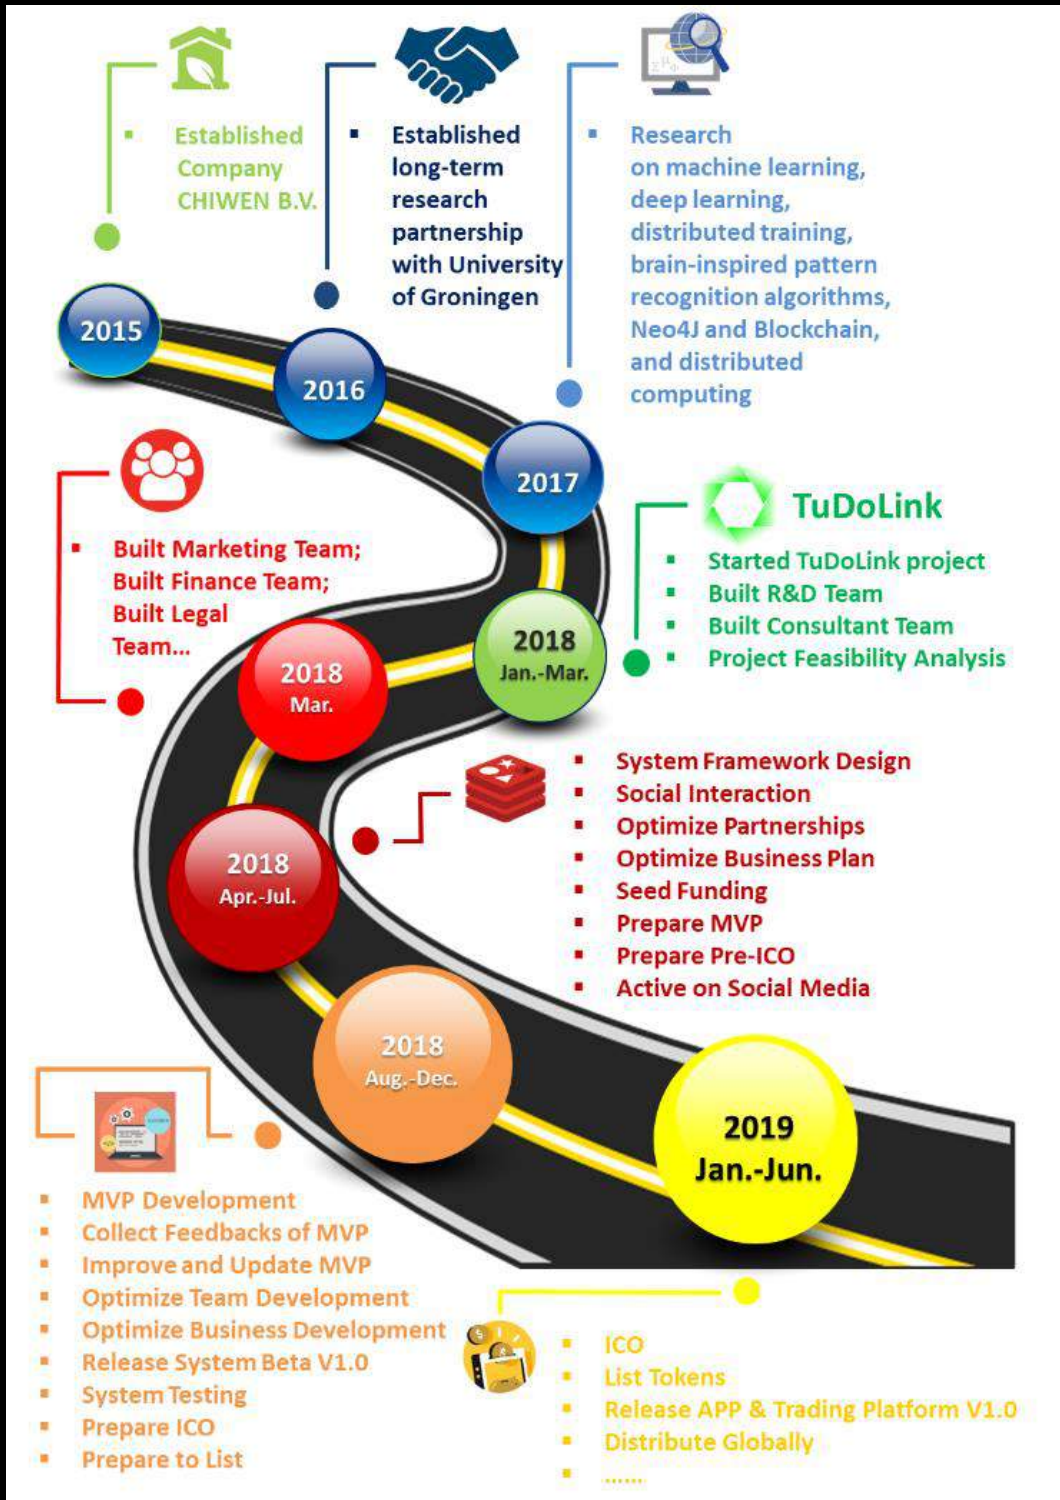 Established
Company
CHIWEN B.V.
Established
long-term
research
partnership
with University
of Groningen
Research
on machine learning,
deep learning,
distributed training,
brain-inspired pattern
recognition algorithms,
Neo4J and Blockchain,
and distributed
computing
2015
2016
2017
TuDoLink
Started TuDoLink project
Built R&D Team
Built Consultant Team
Project Feasibility Analysis
2018
Jan.-Mar.
Built Marketing Team;
Built Finance Team;
Built Legal
Team...
2018
Mar.
System Framework Design
Social Interaction
Optimize Partnerships
Optimize Business Plan
Seed Funding
Prepare MVP
Prepare Pre-ICO
Active on Social Media
2018
Apr.-Jul.
2018
Aug.-Dec.
MVP Development
Collect Feedbacks of MVP
Improve and Update MVP
Optimize Team Development
Optimize Business Development
Release System Beta V1.0
System Testing
Prepare ICO
Prepare to List
2019
Jan.-Jun.
ICO
List Tokens
Release APP & Trading Platform V1.0
Distribute Globally
......